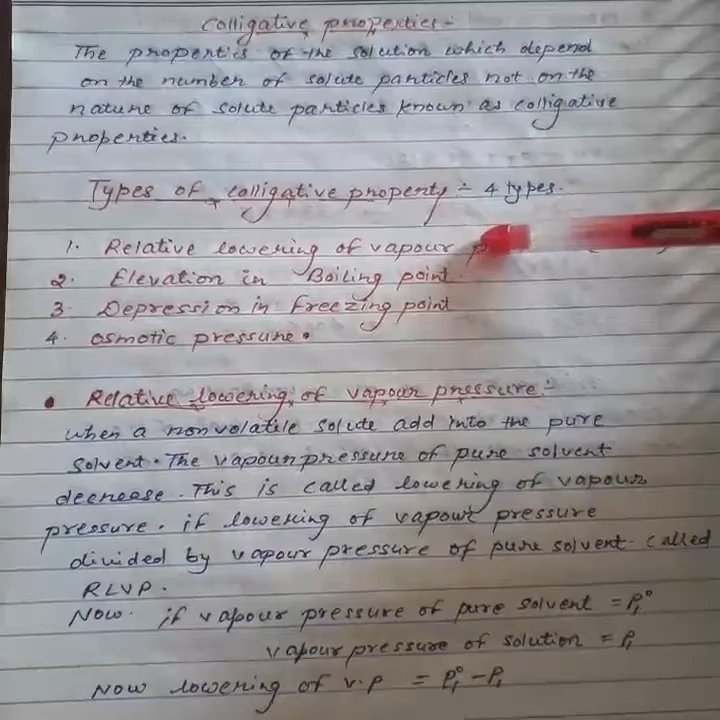 Colligative properties:-
The properties of the solution which depend
on the number of solute particles not on the
nature of solute particles known as colligative
properties.
Types of colligative property :- 4 types.
1. Relative lowering of vapour
2. Elevation in Boiling point.
3. Depression in Freezing point
4. osmotic pressure.
• Relative lowering of vapour pressure:-
when a nonvolatile solute add into the pure
solvent. The vapour pressure of pure solvent
decrease. This is called lowering of vapour
pressure. if lowering of vapour pressure
divided by vapour pressure of pure solvent. called
RLVP.
Now. if vapour pressure of pure solvent = P₁°
vapour pressure of solution = P₁
Now lowering of v.p = P₁° - P₁